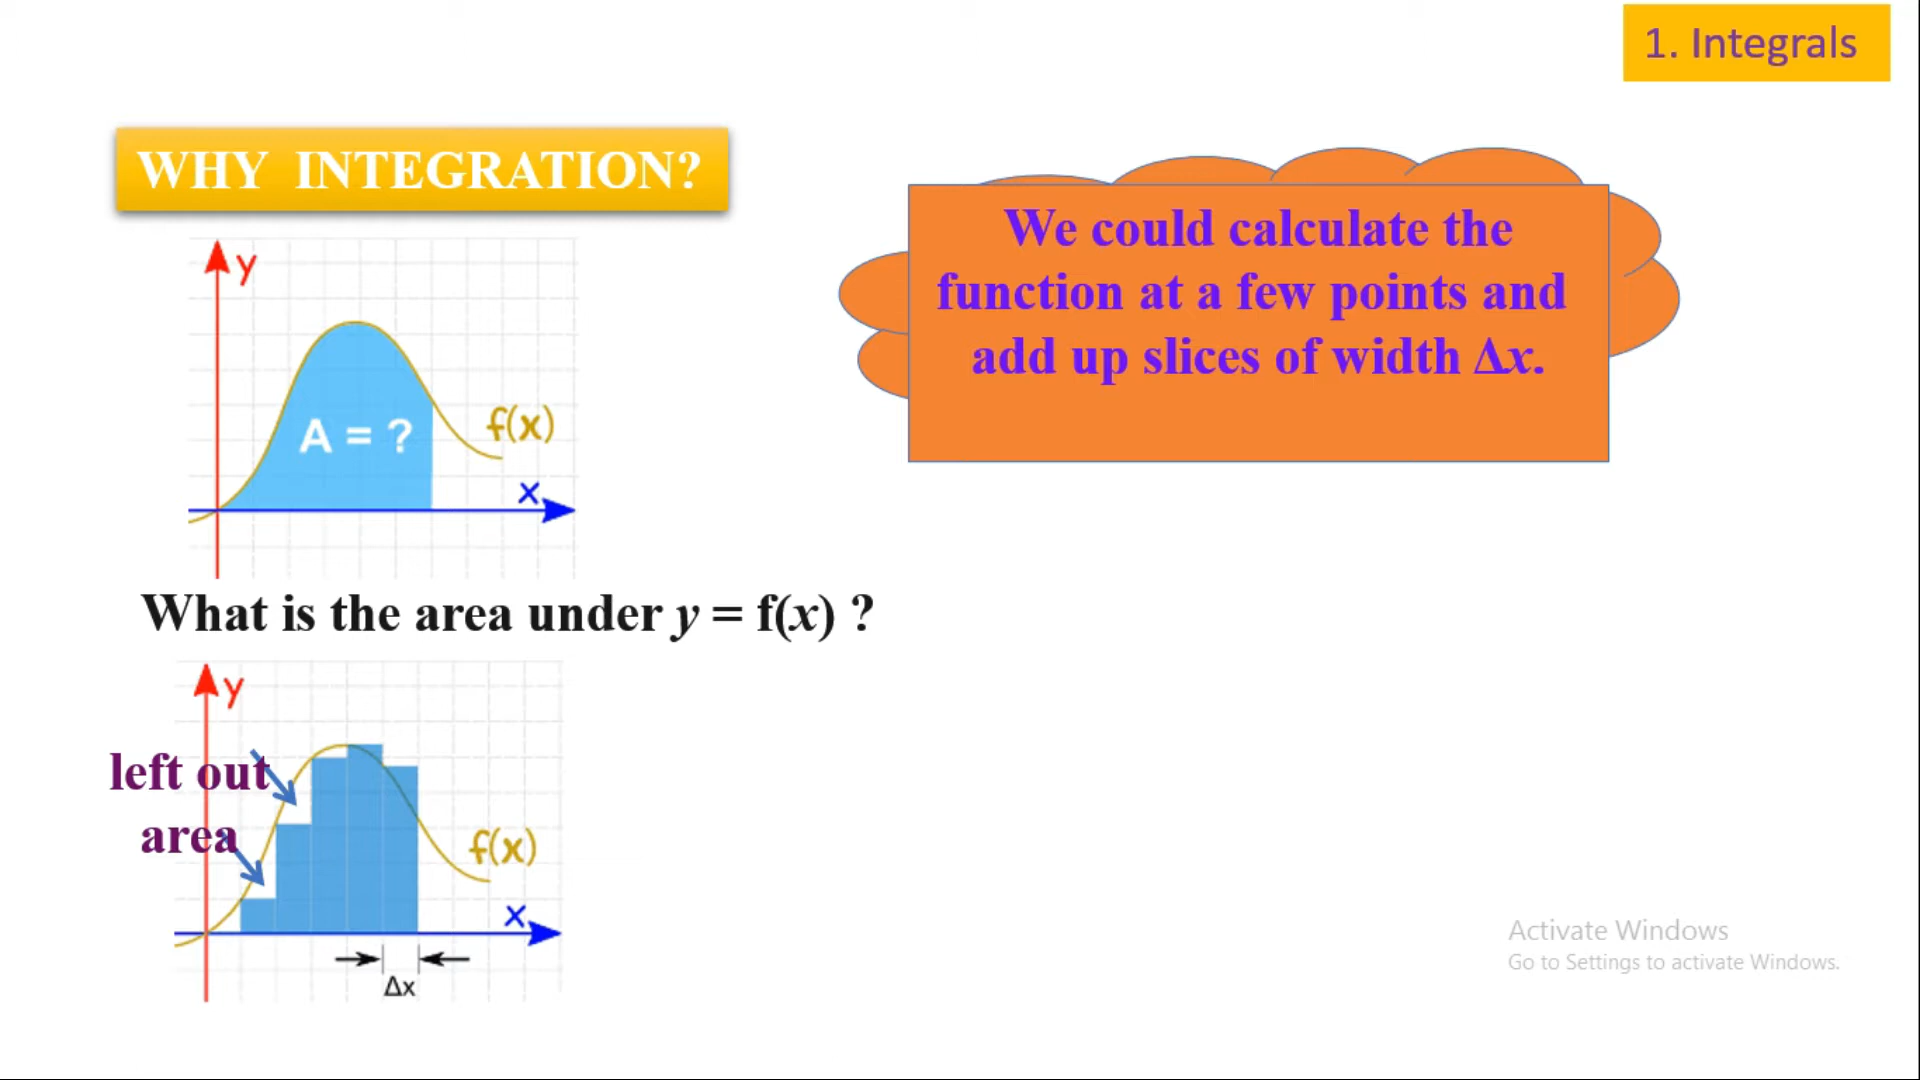 1. Integrals
WHY INTEGRATION?
We could calculate the
function at a few points and
add up slices of width Δx.
y
A = ?
f(x)
x
What is the area under y = f(x) ?
y
left out
area
f(x)
x
Δx
Activate Windows
Go to Settings to activate Windows.